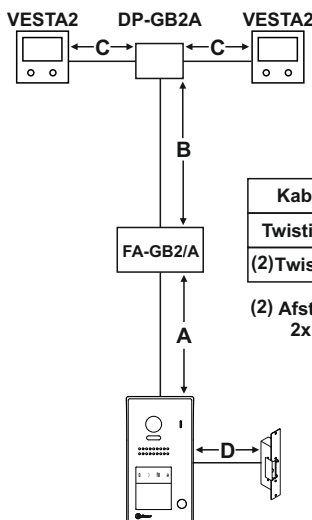 VESTA2 DP-GB2A VESTA2
C C
B
FA-GB2/A
A
D
Kab
Twisti
(2)Twis
(2) Afst
2x